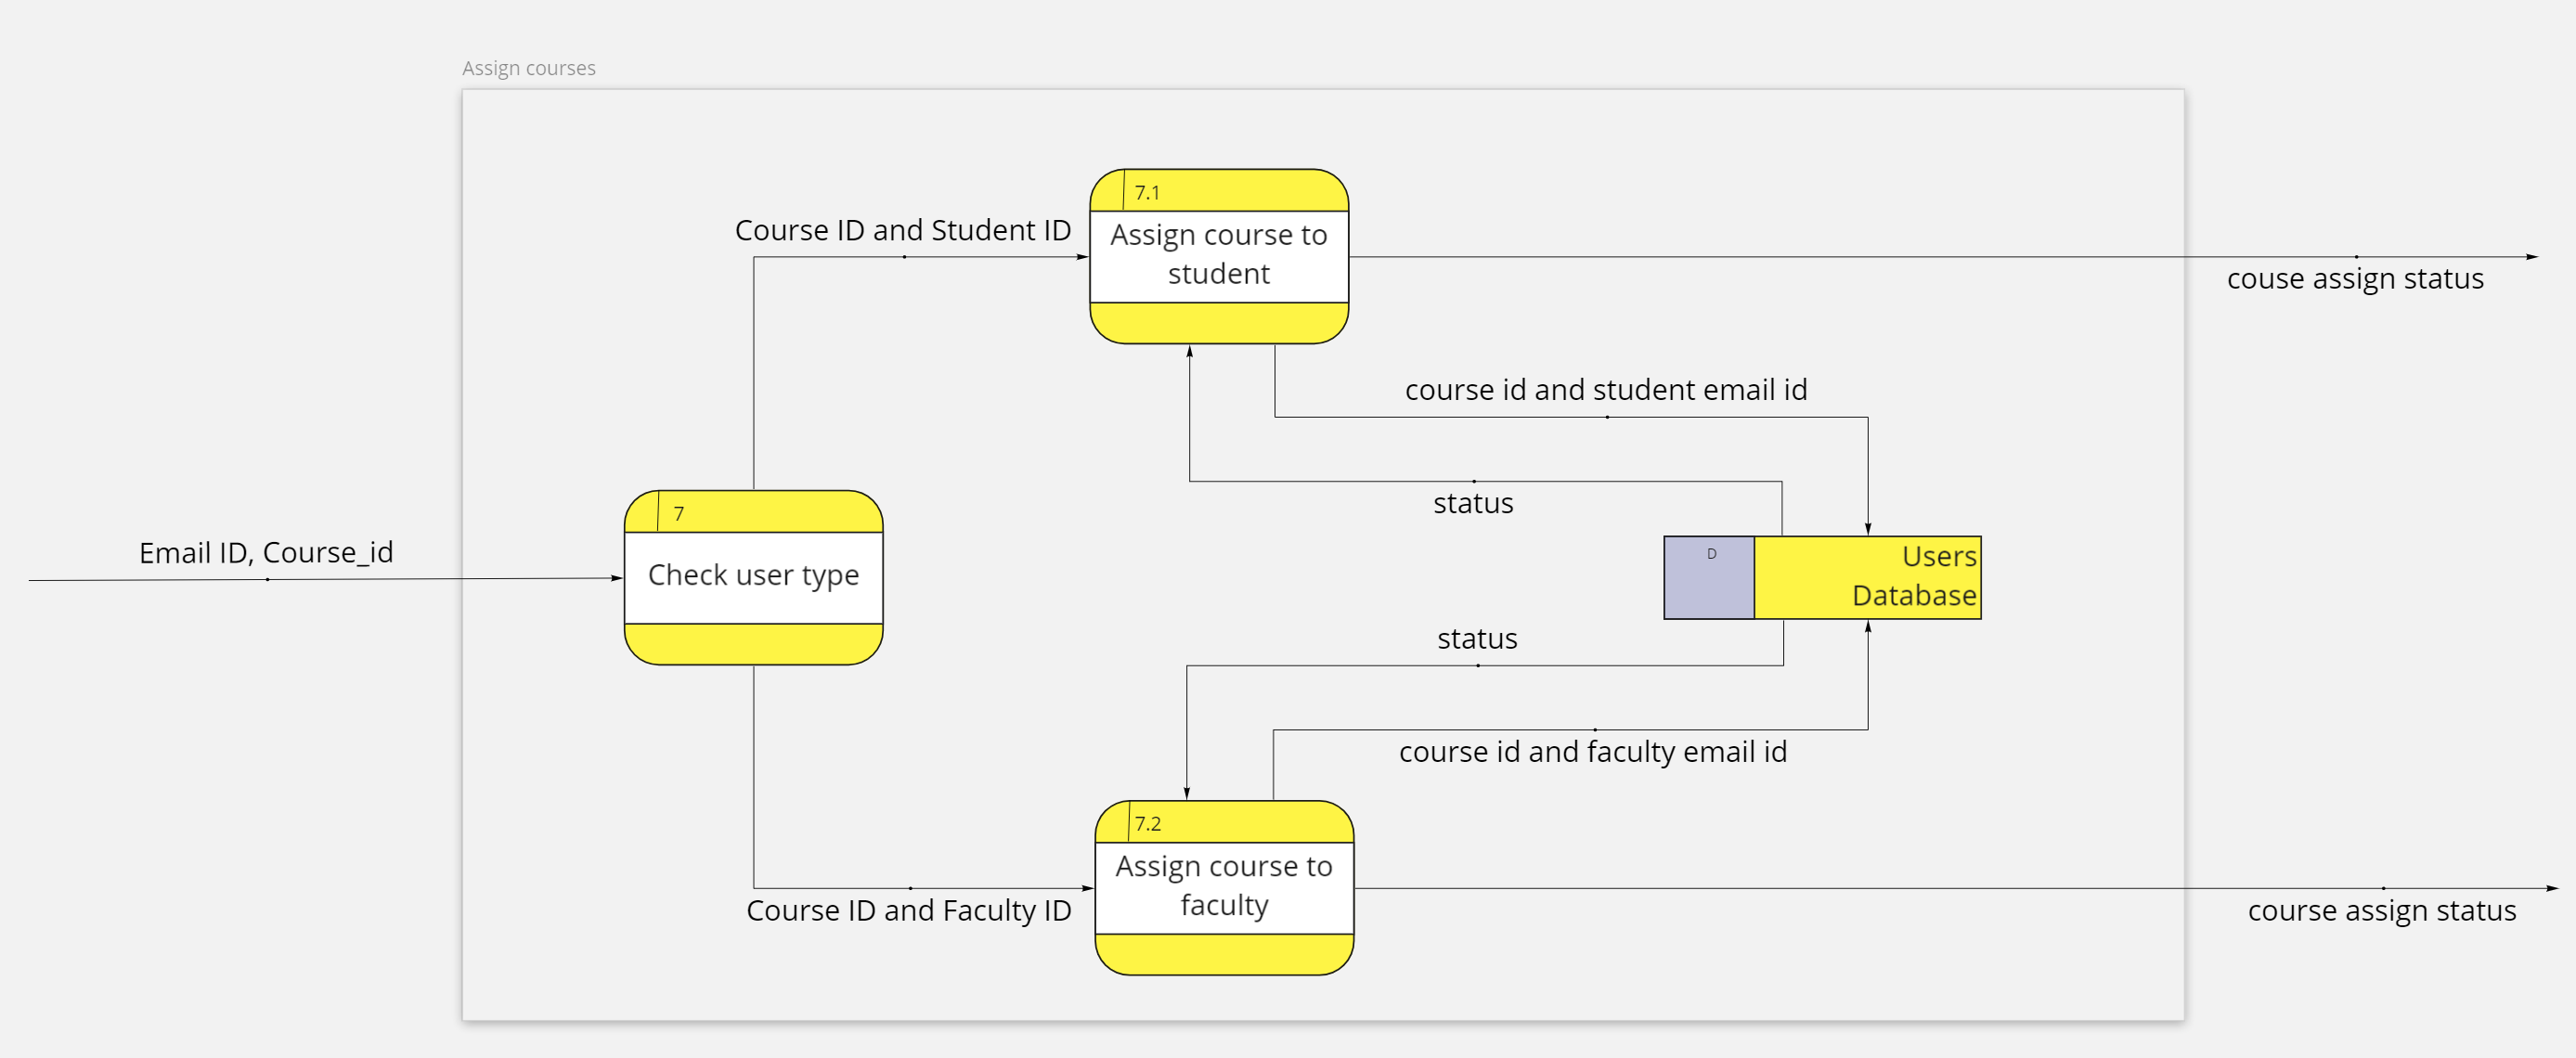 Assign courses
7.1
Assign course to
student
Course ID and Student ID
couse assign status
course id and student email id
status
7
Check user type
Email ID, Course_id
D
Users
Database
status
course id and faculty email id
7.2
Assign course to
faculty
Course ID and Faculty ID
course assign status